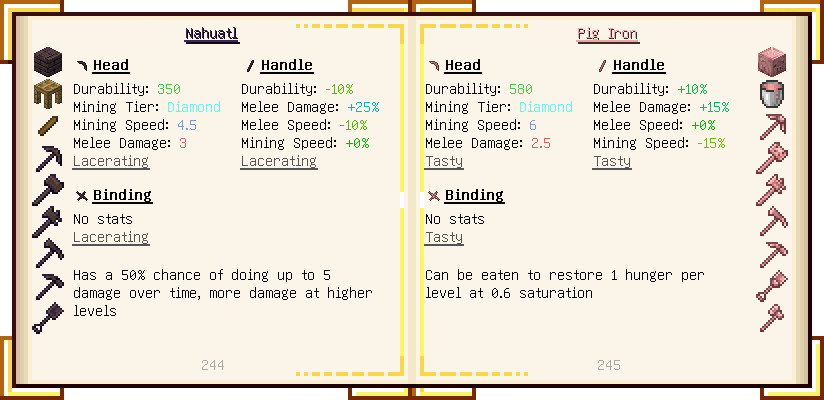 Nahuatl
Head
Durability: 350
Mining Tier: Diamond
Mining Speed: 4.5
Melee Damage: 3
Lacerating
Handle
Durability: -10%
Melee Damage: +25%
Melee Speed: -10%
Mining Speed: +0%
Lacerating
Binding
No stats
Lacerating
Has a 50% chance of doing up to 5
damage over time, more damage at higher
levels
244
Pig Iron
Head
Durability: 580
Mining Tier: Diamond
Mining Speed: 6
Melee Damage: 2.5
Tasty
Handle
Durability: +10%
Melee Damage: +15%
Melee Speed: +0%
Mining Speed: -15%
Tasty
Binding
No stats
Tasty
Can be eaten to restore 1 hunger per
level at 0.6 saturation
245